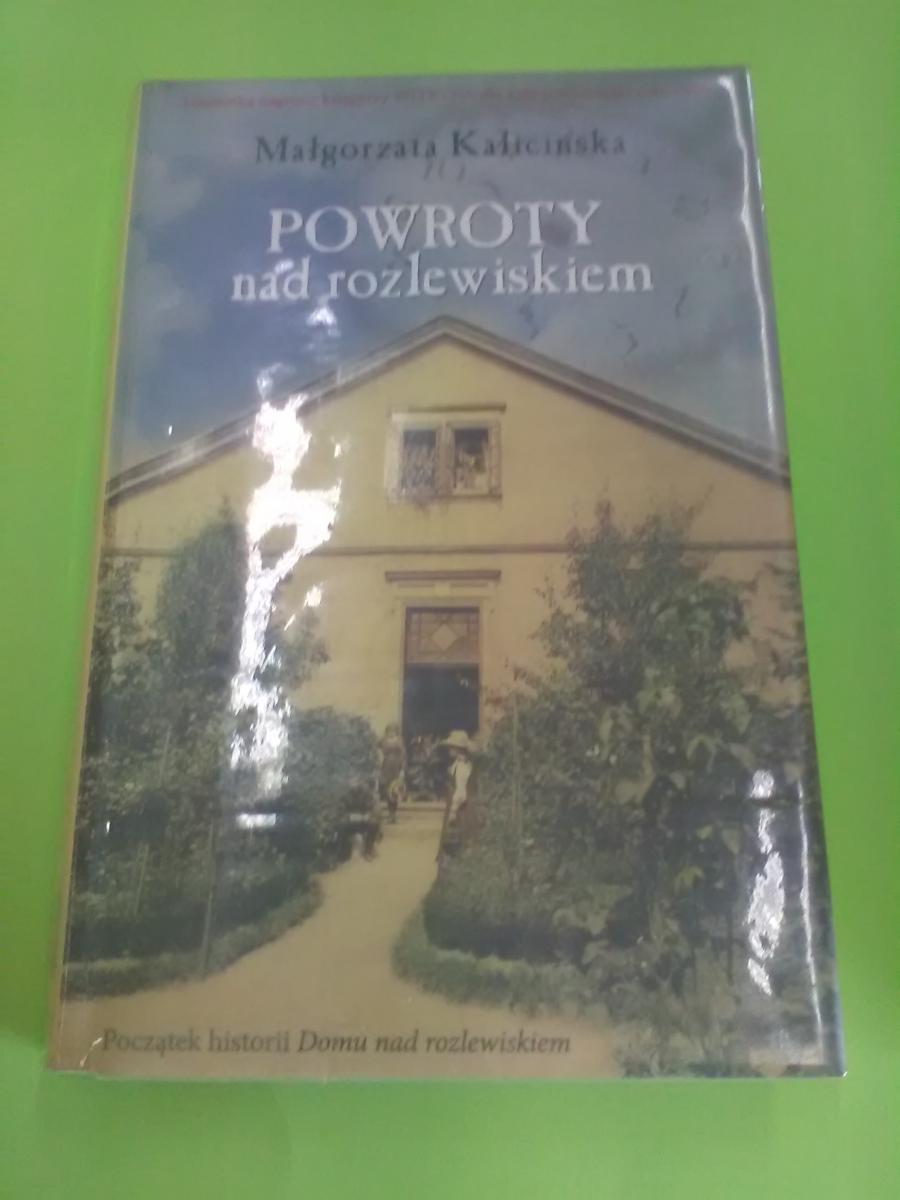 Małgorzata Kalicińska
POWROTY
nad rozlewiskiem
Początek historii Domu nad rozlewiskiem